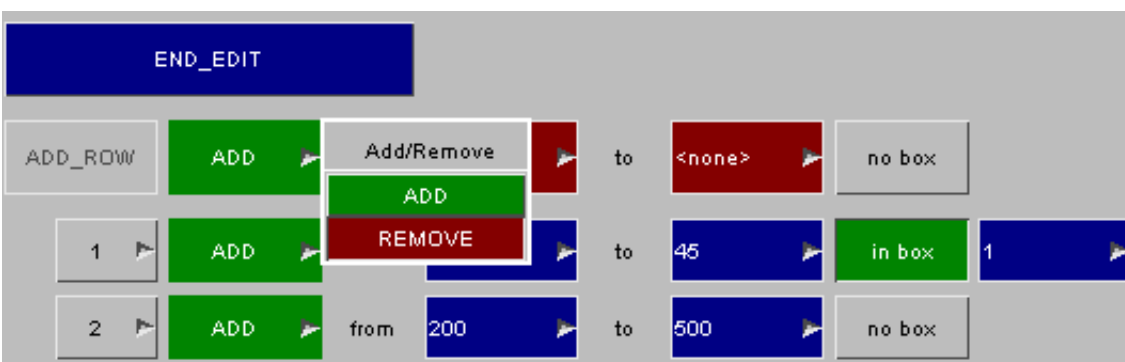 END_EDIT
ADD_ROW ADD Add/Remove to <none> no box
ADD
REMOVE
1 ADD to 45 in box 1
2 ADD from 200 to 500 no box